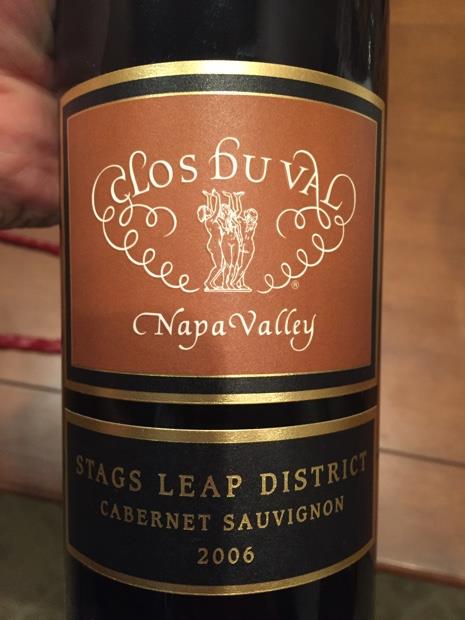 CLOS DU VAL
®
Napa Valley
STAGS LEAP DISTRICT
CABERNET SAUVIGNON
2006